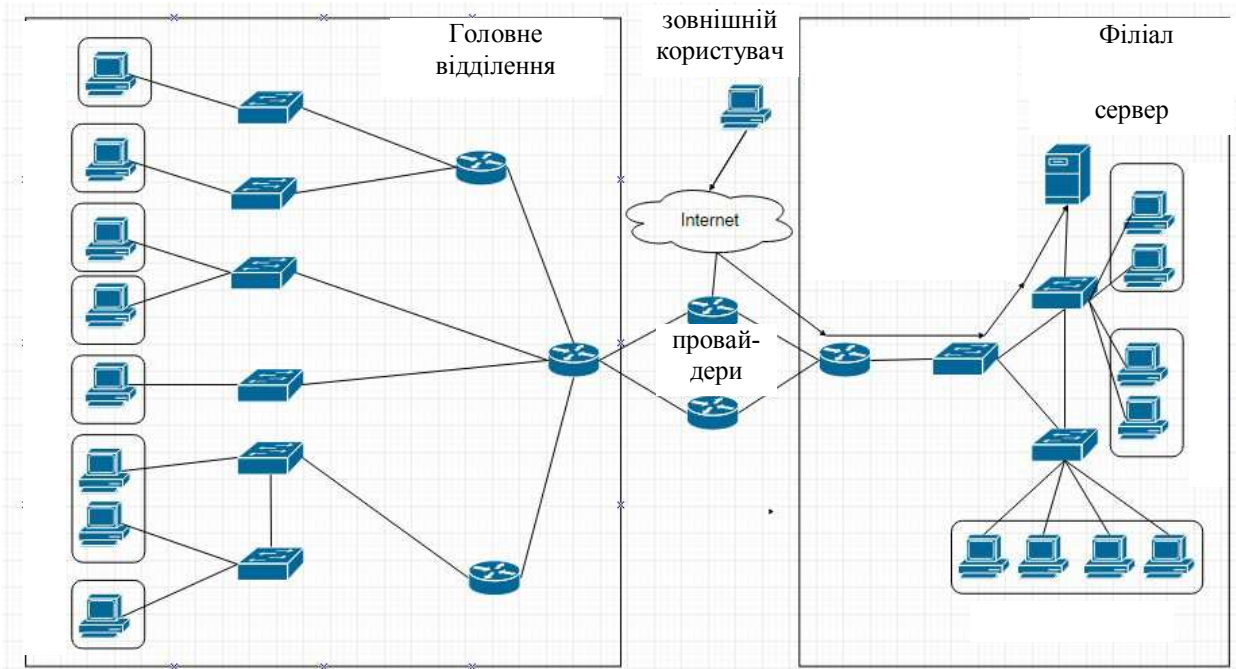 Головне
відділення
зовнішній
користувач
Філіал
сервер
Internet
провай-
дери